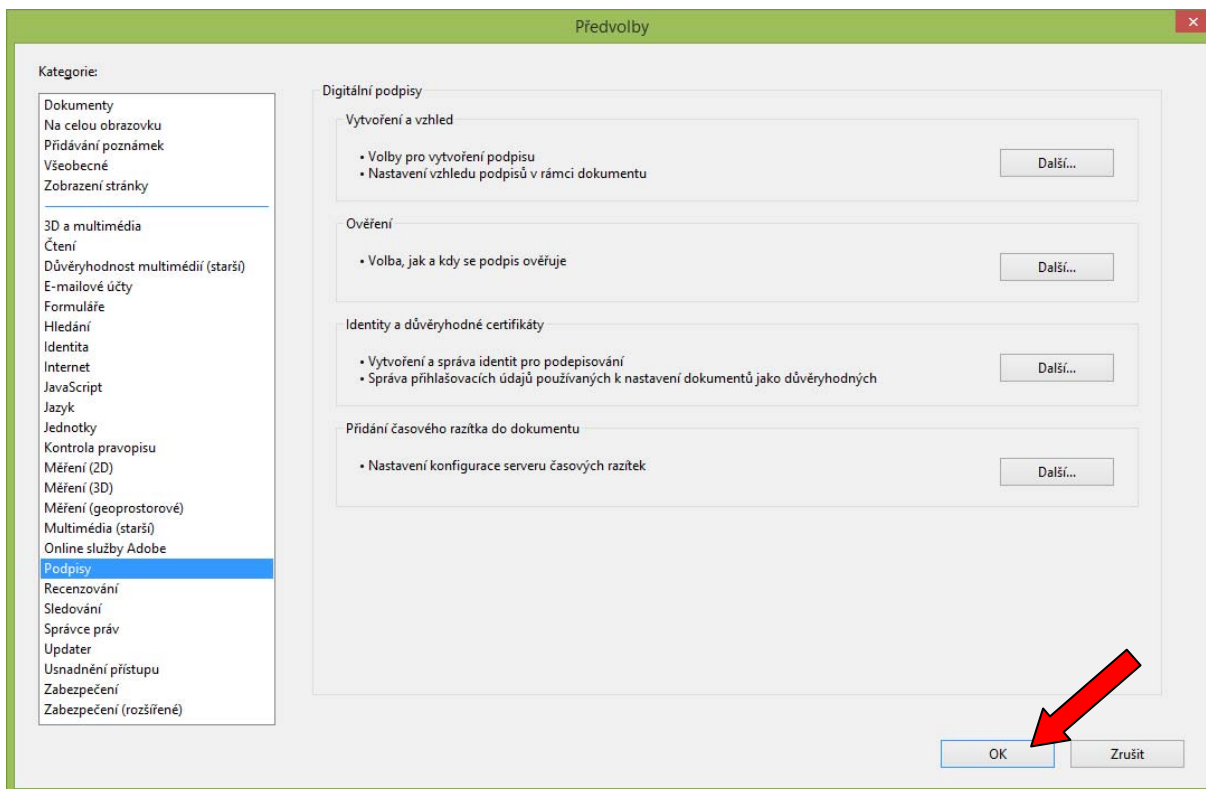 Předvolby
Kategorie:
Dokumenty
Na celou obrazovku
Přidávání poznámek
Všeobecné
Zobrazení stránky
3D a multimédia
Čtení
Důvěryhodnost multimédií (starší)
E-mailové účty
Formuláře
Hledání
Identita
Internet
JavaScript
Jazyk
Jednotky
Kontrola pravopisu
Měření (2D)
Měření (3D)
Měření (geoprostorové)
Multimédia (starší)
Online služby Adobe
Podpisy
Recenzování
Sledování
Správce práv
Updater
Usnadnění přístupu
Zabezpečení
Zabezpečení (rozšířené)
Digitální podpisy
Vytvoření a vzhled
• Volby pro vytvoření podpisu
• Nastavení vzhledu podpisů v rámci dokumentu
Další...
Ověření
• Volba, jak a kdy se podpis ověřuje
Další...
Identity a důvěryhodné certifikáty
• Vytvoření a správa identit pro podepisování
• Správa přihlašovacích údajů používaných k nastavení dokumentů jako důvěryhodných
Další...
Přidání časového razítka do dokumentu
• Nastavení konfigurace serveru časových razítek
Další...
OK
Zrušit